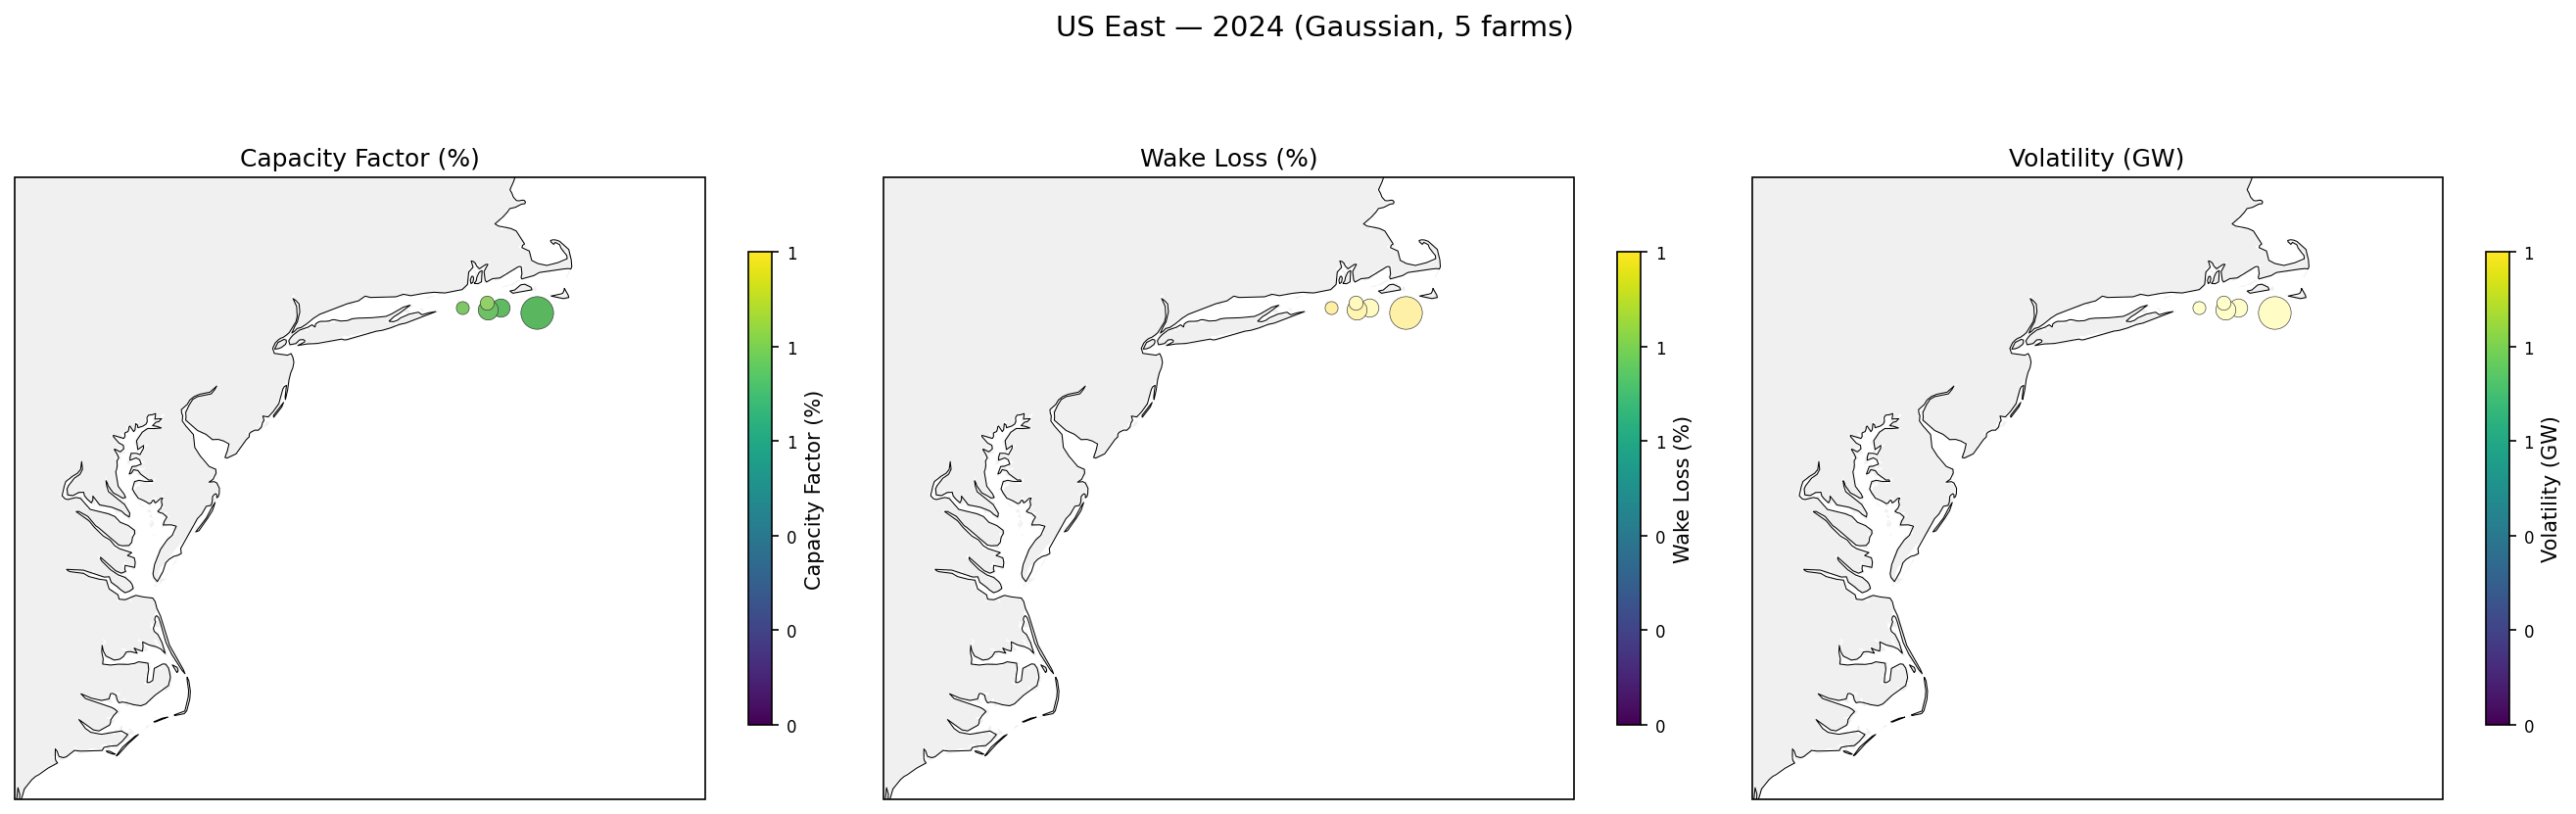 US East — 2024 (Gaussian, 5 farms)
Capacity Factor (%)
1
1
1
0
0
0
Capacity Factor (%)
Wake Loss (%)
1
1
1
0
0
0
Wake Loss (%)
Volatility (GW)
1
1
1
0
0
0
Volatility (GW)